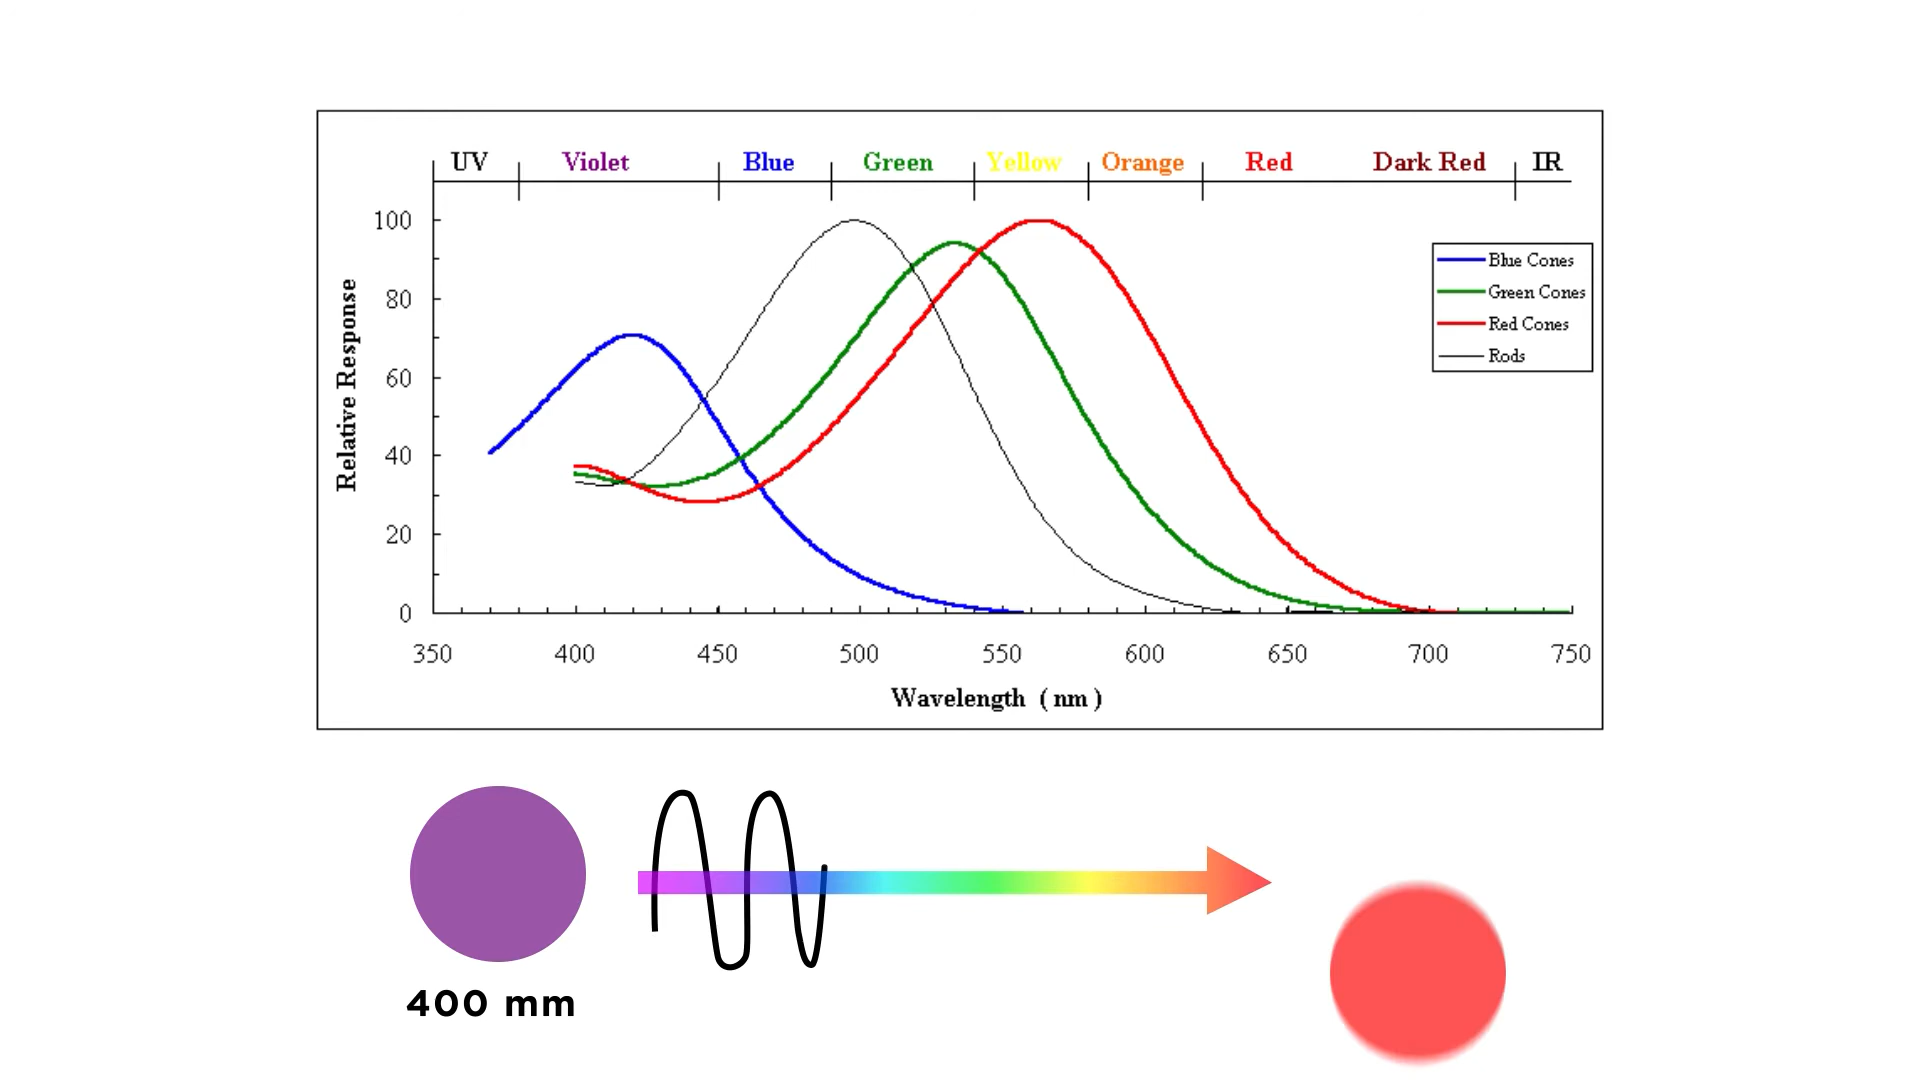 UV Violet Blue Green Yellow Orange Red Dark Red IR
100
80
60
40
20
0
Relative Response
Blue Cones
Green Cones
Red Cones
Rods
350 400 450 500 550 600 650 700 750
Wavelength ( nm )
400 mm